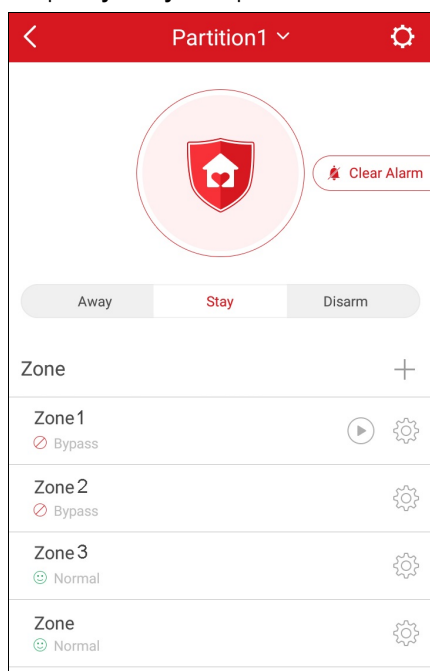 Partition1
Clear Alarm
Away Stay Disarm
Zone
Zone1
Bypass
Zone2
Bypass
Zone3
Normal
Zone
Normal